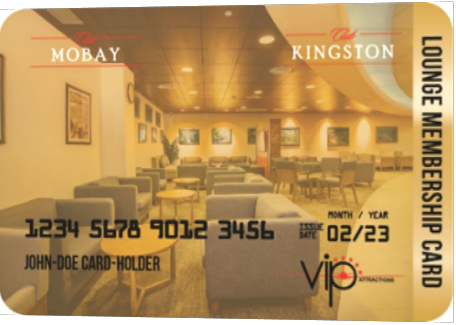 Club
MOBAY
Club
KINGSTON
LOUNGE MEMBERSHIP CARD
1234 5678 9012 3456
MONTH / YEAR
ISSUE
DATE
02/23
JOHN-DOE CARD-HOLDER
vip
ATTRACTIONS